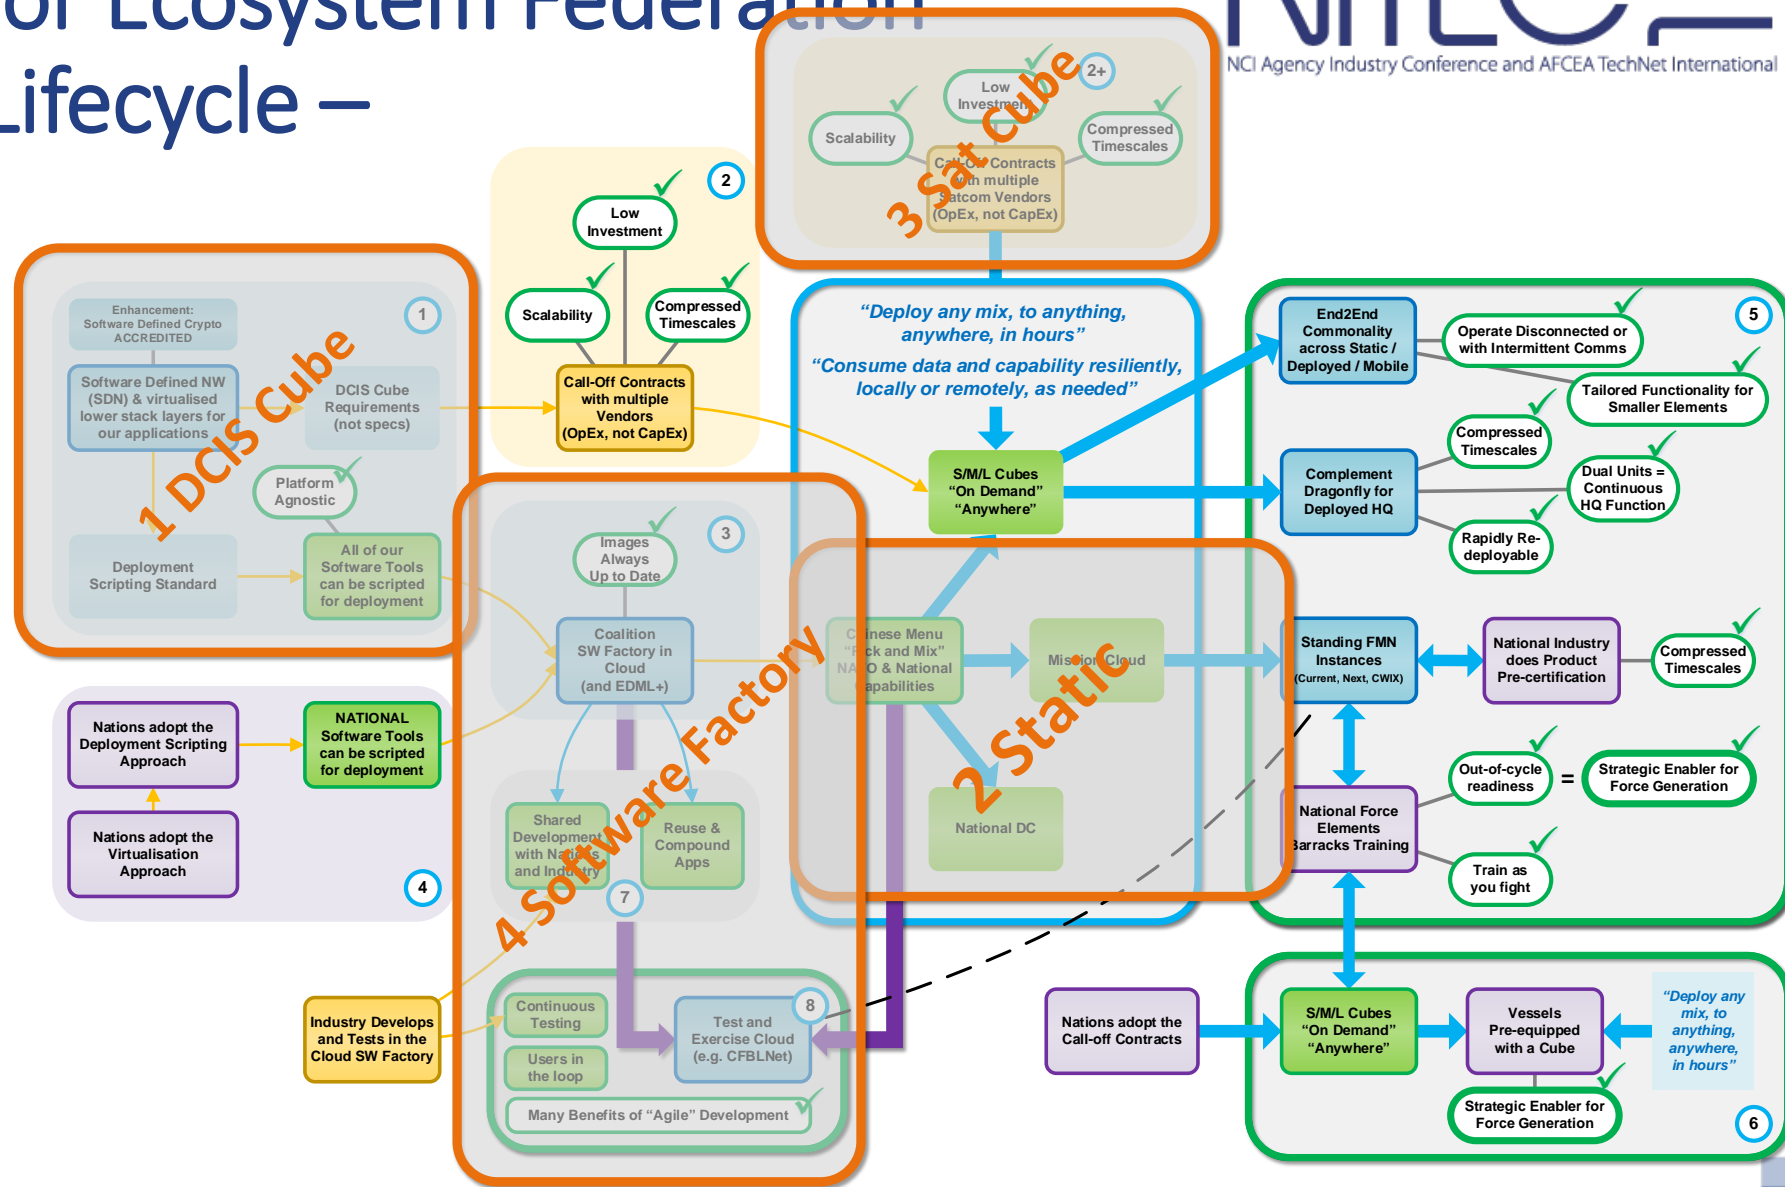 or Ecosystem Federation
Lifecycle –
NITEC
NCI Agency Industry Conference and AFCEA TechNet International
2+
Low
Investment
Scalability
Compressed
Timescales
Call-Off Contracts
with multiple
Satcom Vendors
(OpEx, not CapEx)
3 Sat Cube
2
Low
Investment
Scalability
Compressed
Timescales
Call-Off Contracts
with multiple
Vendors
(OpEx, not CapEx)
1
Enhancement:
Software Defined Crypto
ACCREDITED
Software Defined NW
(SDN) & virtualised
lower stack layers for
our applications
DCIS Cube
Requirements
(not specs)
Platform
Agnostic
Deployment
Scripting Standard
All of our
Software Tools
can be scripted
for deployment
1 DCIS Cube
“Deploy any mix, to anything,
anywhere, in hours”
“Consume data and capability resiliently,
locally or remotely, as needed”
S/M/L Cubes
“On Demand”
“Anywhere”
5
End2End
Commonality
across Static /
Deployed / Mobile
Operate Disconnected or
with Intermittent Comms
Tailored Functionality for
Smaller Elements
Compressed
Timescales
Complement
Dragonfly for
Deployed HQ
Dual Units =
Continuous
HQ Function
Rapidly Re-
deployable
3
Images
Always
Up to Date
Coalition
SW Factory in
Cloud
(and EDML+)
Chinese Menu
“Pick and Mix”
NATO & National
Capabilities
Mission Cloud
National DC
2 Static
Standing FMN
Instances
(Current, Next, CWIX)
National Industry
does Product
Pre-certification
Compressed
Timescales
Nations adopt the
Deployment Scripting
Approach
NATIONAL
Software Tools
can be scripted
for deployment
Nations adopt the
Virtualisation
Approach
4
Shared
Development
with Nations
and Industry
Reuse &
Compound
Apps
7
4 Software Factory
Out-of-cycle
readiness
=
Strategic Enabler for
Force Generation
National Force
Elements
Barracks Training
Train as
you fight
Industry Develops
and Tests in the
Cloud SW Factory
Continuous
Testing
Users in
the loop
8
Test and
Exercise Cloud
(e.g. CFBLNet)
Many Benefits of “Agile” Development
Nations adopt the
Call-off Contracts
S/M/L Cubes
“On Demand”
“Anywhere”
Vessels
Pre-equipped
with a Cube
“Deploy any
mix, to
anything,
anywhere,
in hours”
Strategic Enabler for
Force Generation
6